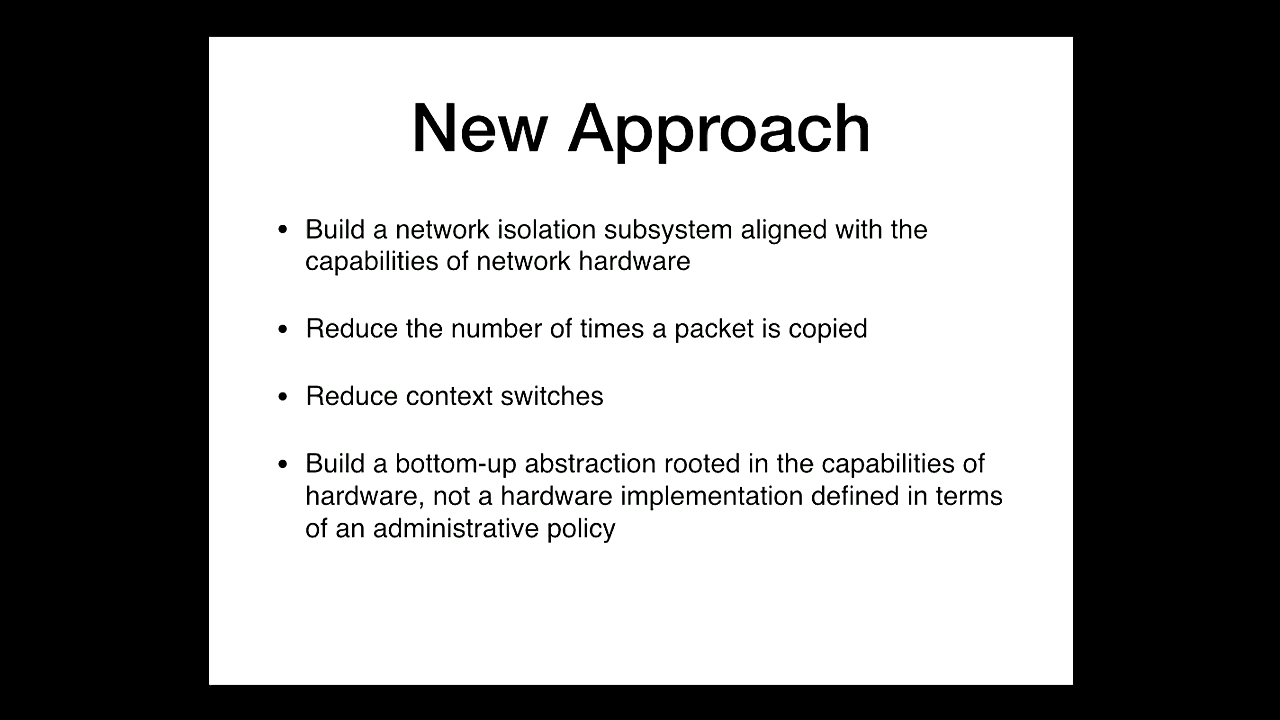 New Approach
• Build a network isolation subsystem aligned with the
capabilities of network hardware
• Reduce the number of times a packet is copied
• Reduce context switches
• Build a bottom-up abstraction rooted in the capabilities of
hardware, not a hardware implementation defined in terms
of an administrative policy